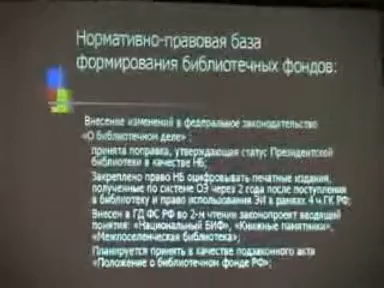 Нормативно-правовая база
формирования библиотечных фондов:
Внесение изменений в федеральное законодательство
«О библиотечном деле» :
принята поправка, утверждающая статус Президентской
библиотеки в качестве НБ;
Закреплено право НБ оцифровывать печатные издания,
полученные по системе ОЭ через 2 года после поступления
в библиотеку и право использования ЭИ в рамках 4 ч ГК РФ;
Внесен в ГД ФС РФ во 2-м чтение законопроект вводящий
понятия: «Национальный БИФ», «Книжные памятники»,
«Межпоселенческая библиотека»;
Планируется принять в качестве подзаконного акта
«Положение о библиотечном фонде РФ»;